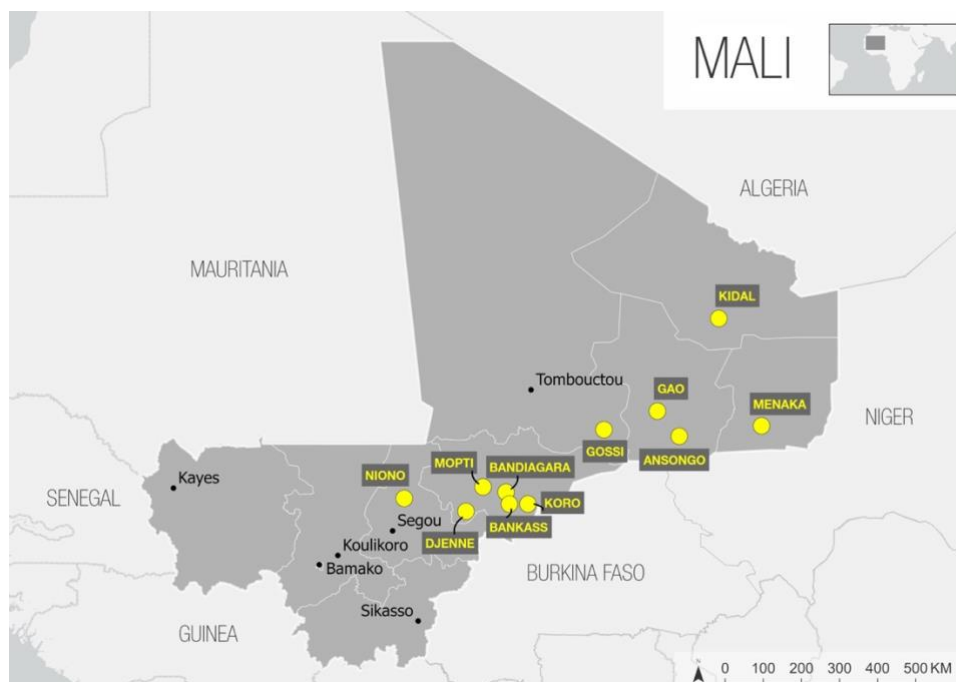 MALI
ALGERIA
MAURITANIA
KIDAL
Tombouctou
GAO
MENAKA
NIGER
GOSSI
ANSONGO
MOPTI
BANDIAGARA
NIONO
Kayes
SENEGAL
KORO
Segou
BANKASS
DJENNE
Koulikoro
Bamako
BURKINA FASO
Sikasso
GUINEA
N
0 100 200 300 400 500 KM